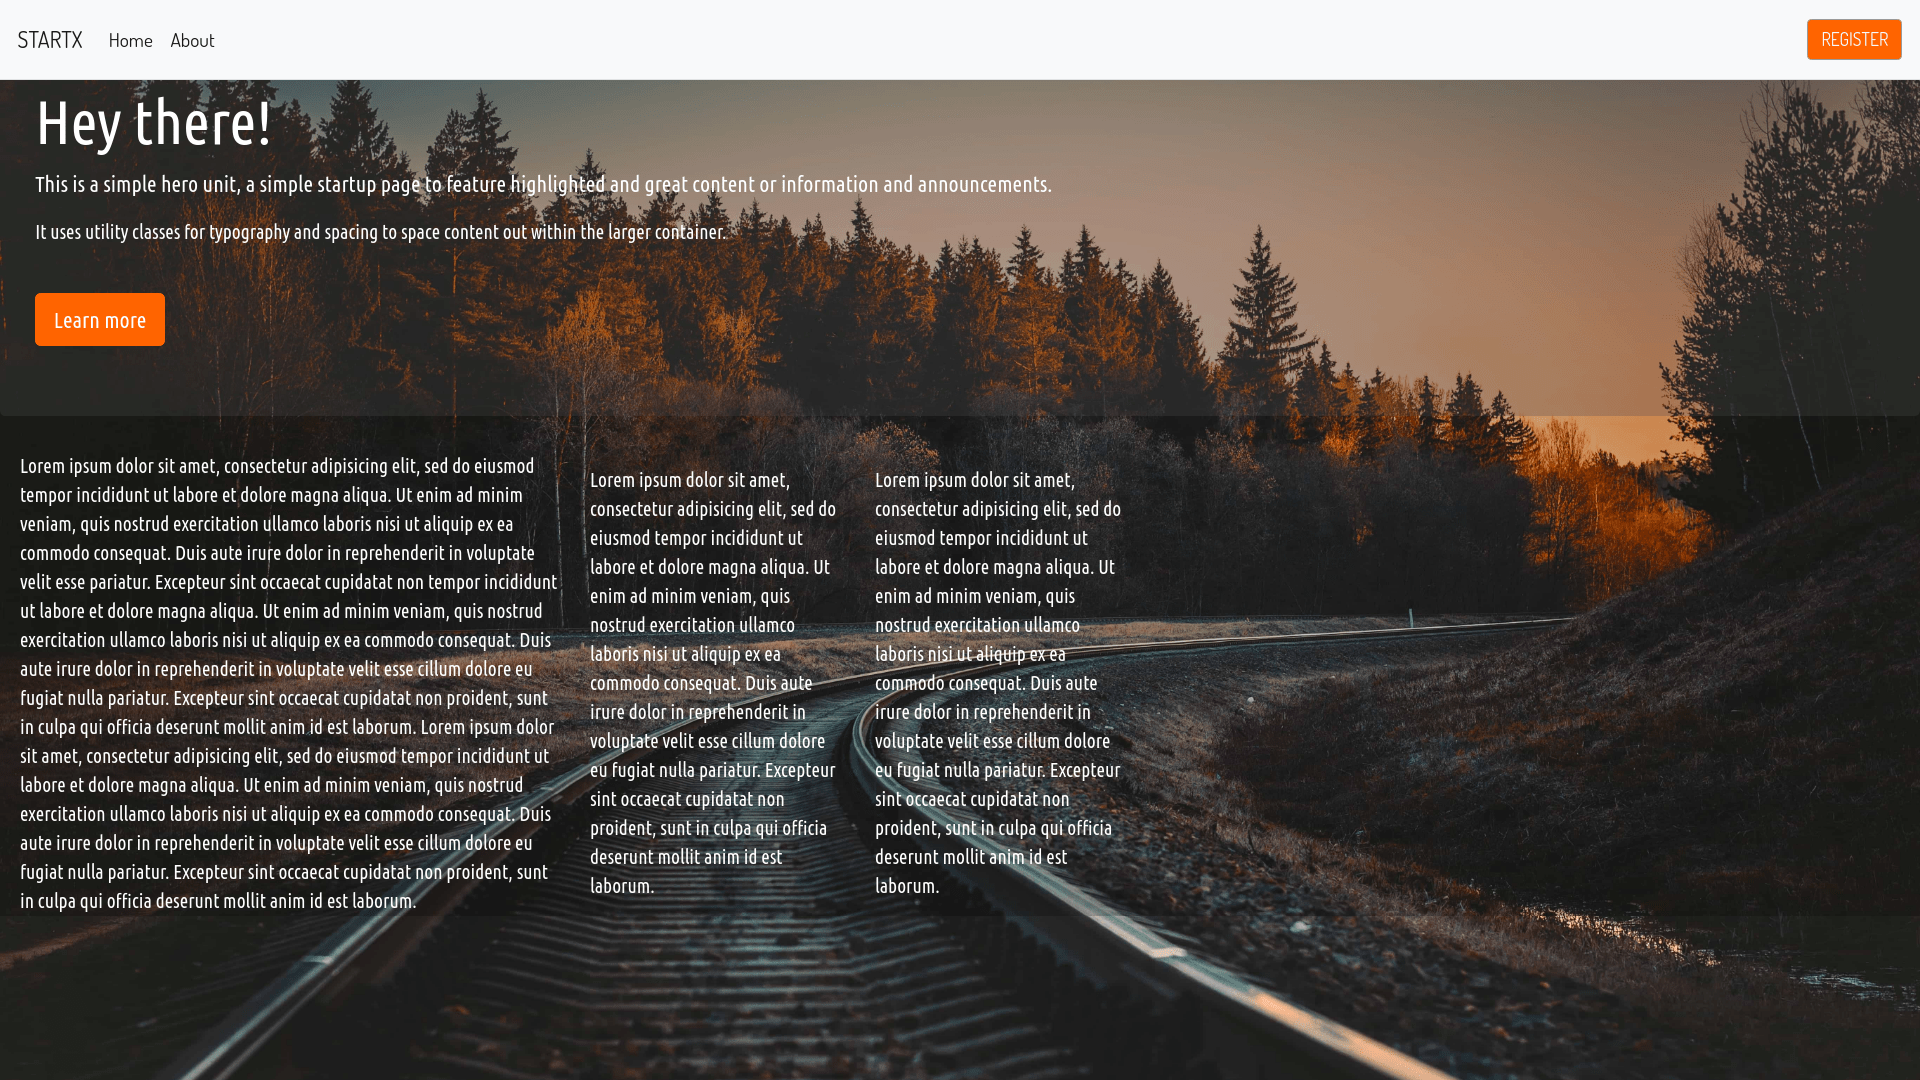 STARTX Home About REGISTER
Hey there!
This is a simple hero unit, a simple startup page to feature highlighted and great content or information and announcements.
It uses utility classes for typography and spacing to space content out within the larger container.
Learn more
Lorem ipsum dolor sit amet, consectetur adipisicing elit, sed do eiusmod
tempor incididunt ut labore et dolore magna aliqua. Ut enim ad minim
veniam, quis nostrud exercitation ullamco laboris nisi ut aliquip ex ea
commodo consequat. Duis aute irure dolor in reprehenderit in voluptate
velit esse pariatur. Excepteur sint occaecat cupidatat non tempor incididunt
ut labore et dolore magna aliqua. Ut enim ad minim veniam, quis nostrud
exercitation ullamco laboris nisi ut aliquip ex ea commodo consequat. Duis
aute irure dolor in reprehenderit in voluptate velit esse cillum dolore eu
fugiat nulla pariatur. Excepteur sint occaecat cupidatat non proident, sunt
in culpa qui officia deserunt mollit anim id est laborum. Lorem ipsum dolor
sit amet, consectetur adipisicing elit, sed do eiusmod tempor incididunt ut
labore et dolore magna aliqua. Ut enim ad minim veniam, quis nostrud
exercitation ullamco laboris nisi ut aliquip ex ea commodo consequat. Duis
aute irure dolor in reprehenderit in voluptate velit esse cillum dolore eu
fugiat nulla pariatur. Excepteur sint occaecat cupidatat non proident, sunt
in culpa qui officia deserunt mollit anim id est laborum.
Lorem ipsum dolor sit amet,
consectetur adipisicing elit, sed do
eiusmod tempor incididunt ut
labore et dolore magna aliqua. Ut
enim ad minim veniam, quis
nostrud exercitation ullamco
laboris nisi ut aliquip ex ea
commodo consequat. Duis aute
irure dolor in reprehenderit in
voluptate velit esse cillum dolore
eu fugiat nulla pariatur. Excepteur
sint occaecat cupidatat non
proident, sunt in culpa qui officia
deserunt mollit anim id est
laborum.
Lorem ipsum dolor sit amet,
consectetur adipisicing elit, sed do
eiusmod tempor incididunt ut
labore et dolore magna aliqua. Ut
enim ad minim veniam, quis
nostrud exercitation ullamco
laboris nisi ut aliquip ex ea
commodo consequat. Duis aute
irure dolor in reprehenderit in
voluptate velit esse cillum dolore
eu fugiat nulla pariatur. Excepteur
sint occaecat cupidatat non
proident, sunt in culpa qui officia
deserunt mollit anim id est
laborum.